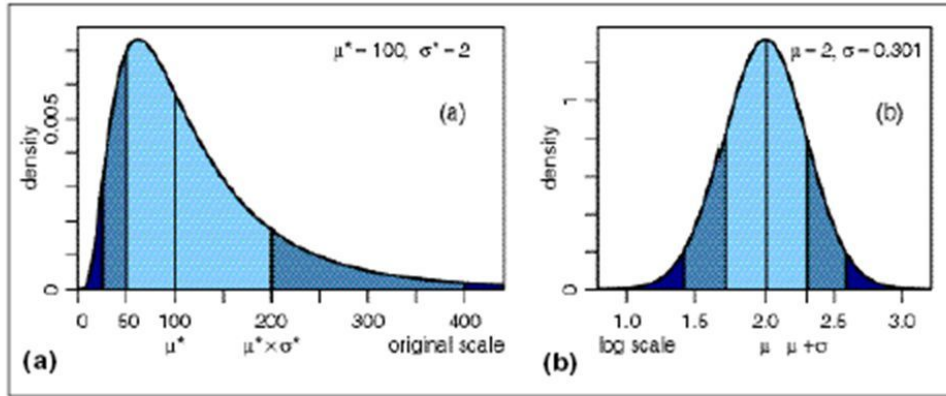 μ* = 100, σ* = 2
(a)
density
0.005
0
0 50 100 200 300 400
μ* μ*×σ* original scale
(a)
μ = 2, σ = 0.301
(b)
density
1
0
1.0 1.5 2.0 2.5 3.0
log scale μ μ+σ
(b)